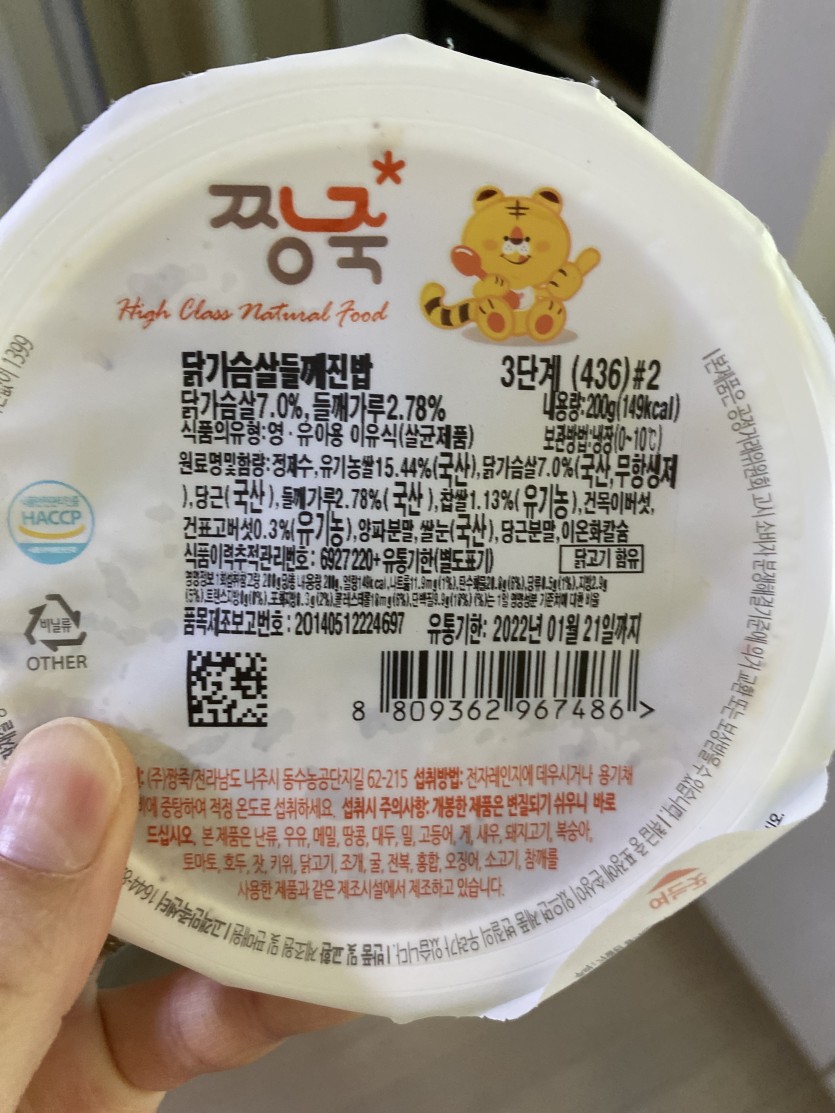 짱죽
High Class Natural Food
닭가슴살들깨진밥 3단계 (436)#2
닭가슴살7.0%, 들깨가루2.78% 내용량:200g(149kcal)
식품의유형:영·유아용 이유식(살균제품) 보관방법:냉장(0~10℃)
원료명및함량:정제수,유기농쌀15.44%(국산),닭가슴살7.0%(국산,무항생제
),당근(국산),들깨가루2.78%(국산),찹쌀1.13%(유기농),건목이버섯,
건표고버섯0.3%(유기농),양파분말,쌀눈(국산),당근분말,이온화칼슘
식품이력추적관리번호: 6927220+유통기한(별도표기) 닭고기 함유
품목제조보고번호:20140512224697 유통기한: 2022년 01월 21일까지
HACCP
비닐류
OTHER
8 809362 967486 >
(주)짱죽/전라남도 나주시 동수농공단지길 62-215 섭취방법: 전자레인지에 데우시거나 용기채
중탕하여 적정 온도로 섭취하세요. 섭취시 주의사항: 개봉한 제품은 변질되기 쉬우니 바로
드십시오. 본 제품은 난류, 우유, 메밀, 땅콩, 대두, 밀, 고등어, 게, 새우, 돼지고기, 복숭아,
토마토, 호두, 잣, 키위, 닭고기, 조개, 굴, 전복, 홍합, 오징어, 소고기, 참깨를
사용한 제품과 같은 제조시설에서 제조하고 있습니다.